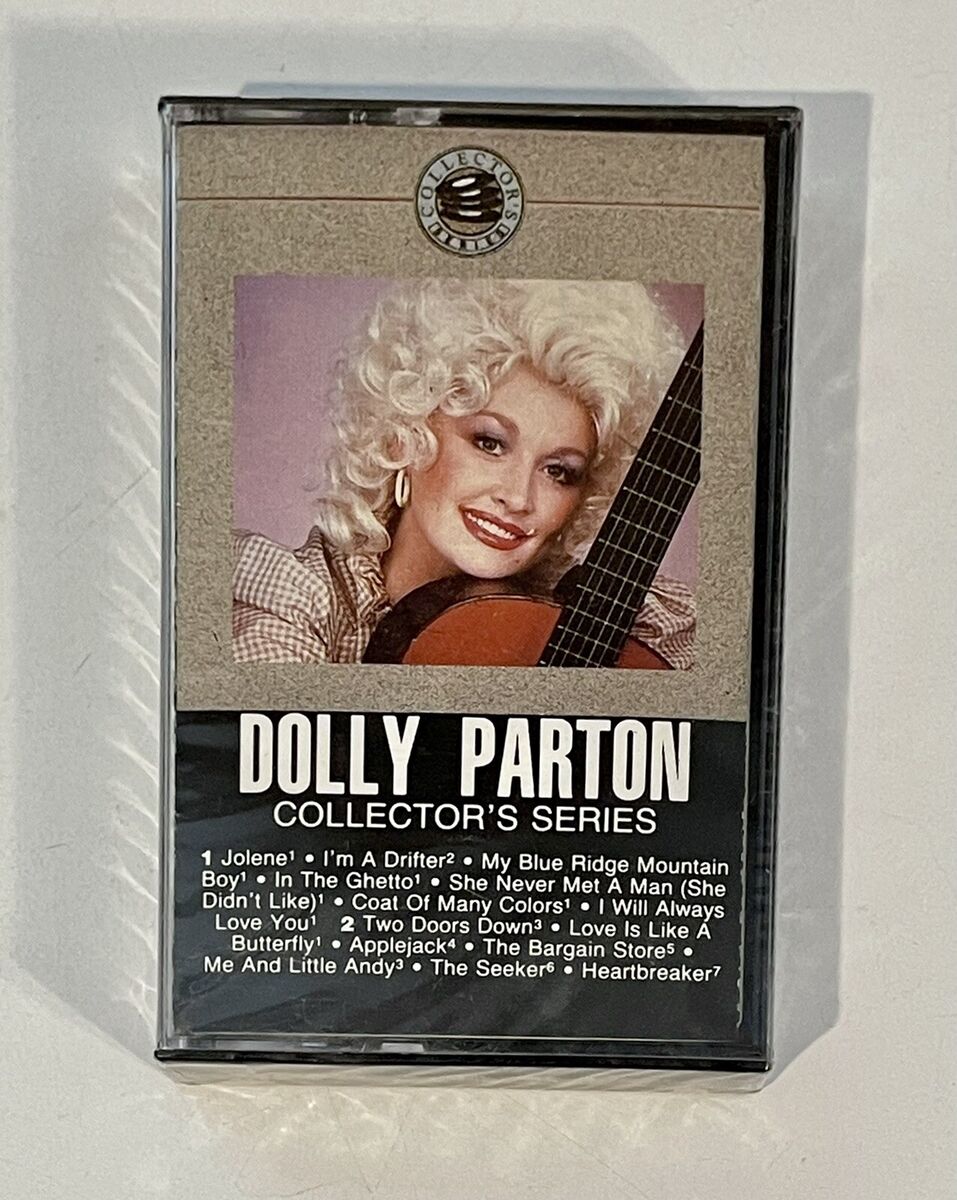 COLLECTOR'S
SERIES
DOLLY PARTON
COLLECTOR'S SERIES
1 Jolene¹ • I'm A Drifter² • My Blue Ridge Mountain
Boy¹ • In The Ghetto¹ • She Never Met A Man (She
Didn't Like)¹ • Coat Of Many Colors¹ • I Will Always
Love You¹ 2 Two Doors Down³ • Love Is Like A
Butterfly¹ • Applejack⁴ • The Bargain Store⁵ •
Me And Little Andy³ • The Seeker⁶ • Heartbreaker⁷